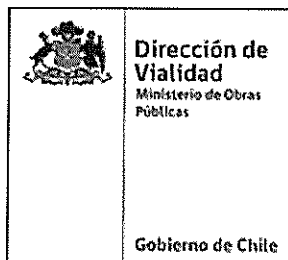 Dirección de
Vialidad
Ministerio de Obras
Públicas
Gobierno de Chile